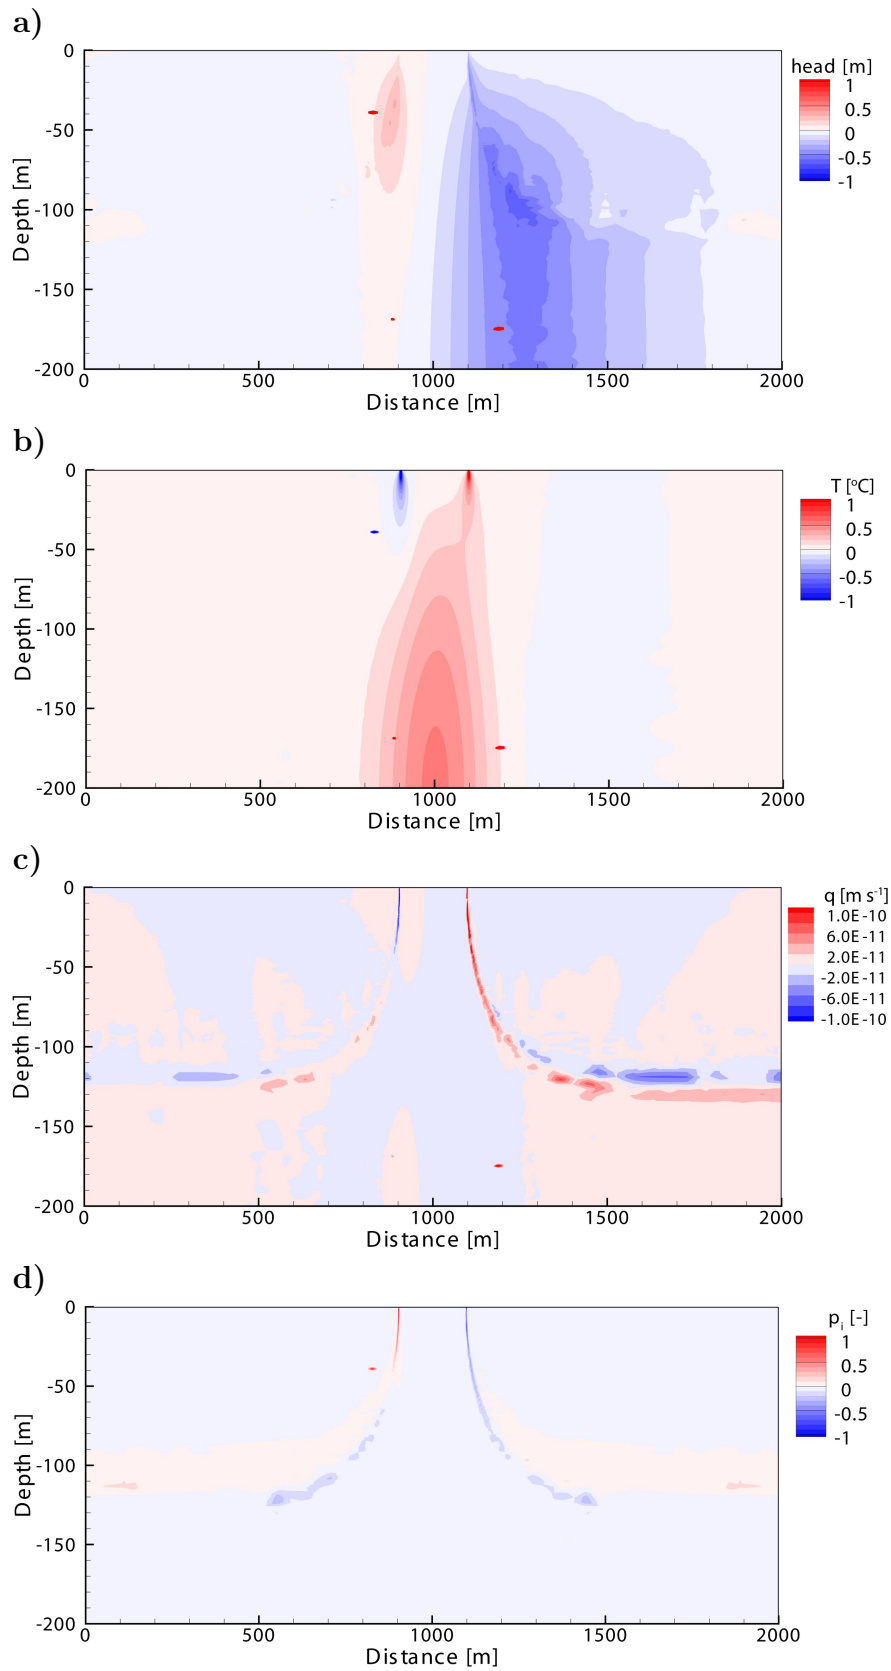 a)
head [m]
1
0.5
0
-0.5
-1
0
-50
-100
-150
-200
Depth [m]
0 500 1000 1500 2000
Distance [m]
b)
T [°C]
1
0.5
0
-0.5
-1
0
-50
-100
-150
-200
Depth [m]
0 500 1000 1500 2000
Distance [m]
c)
q [m s⁻¹]
1.0E-10
6.0E-11
2.0E-11
-2.0E-11
-6.0E-11
-1.0E-10
0
-50
-100
-150
-200
Depth [m]
0 500 1000 1500 2000
Distance [m]
d)
pᵢ [-]
1
0.5
0
-0.5
-1
0
-50
-100
-150
-200
Depth [m]
0 500 1000 1500 2000
Distance [m]